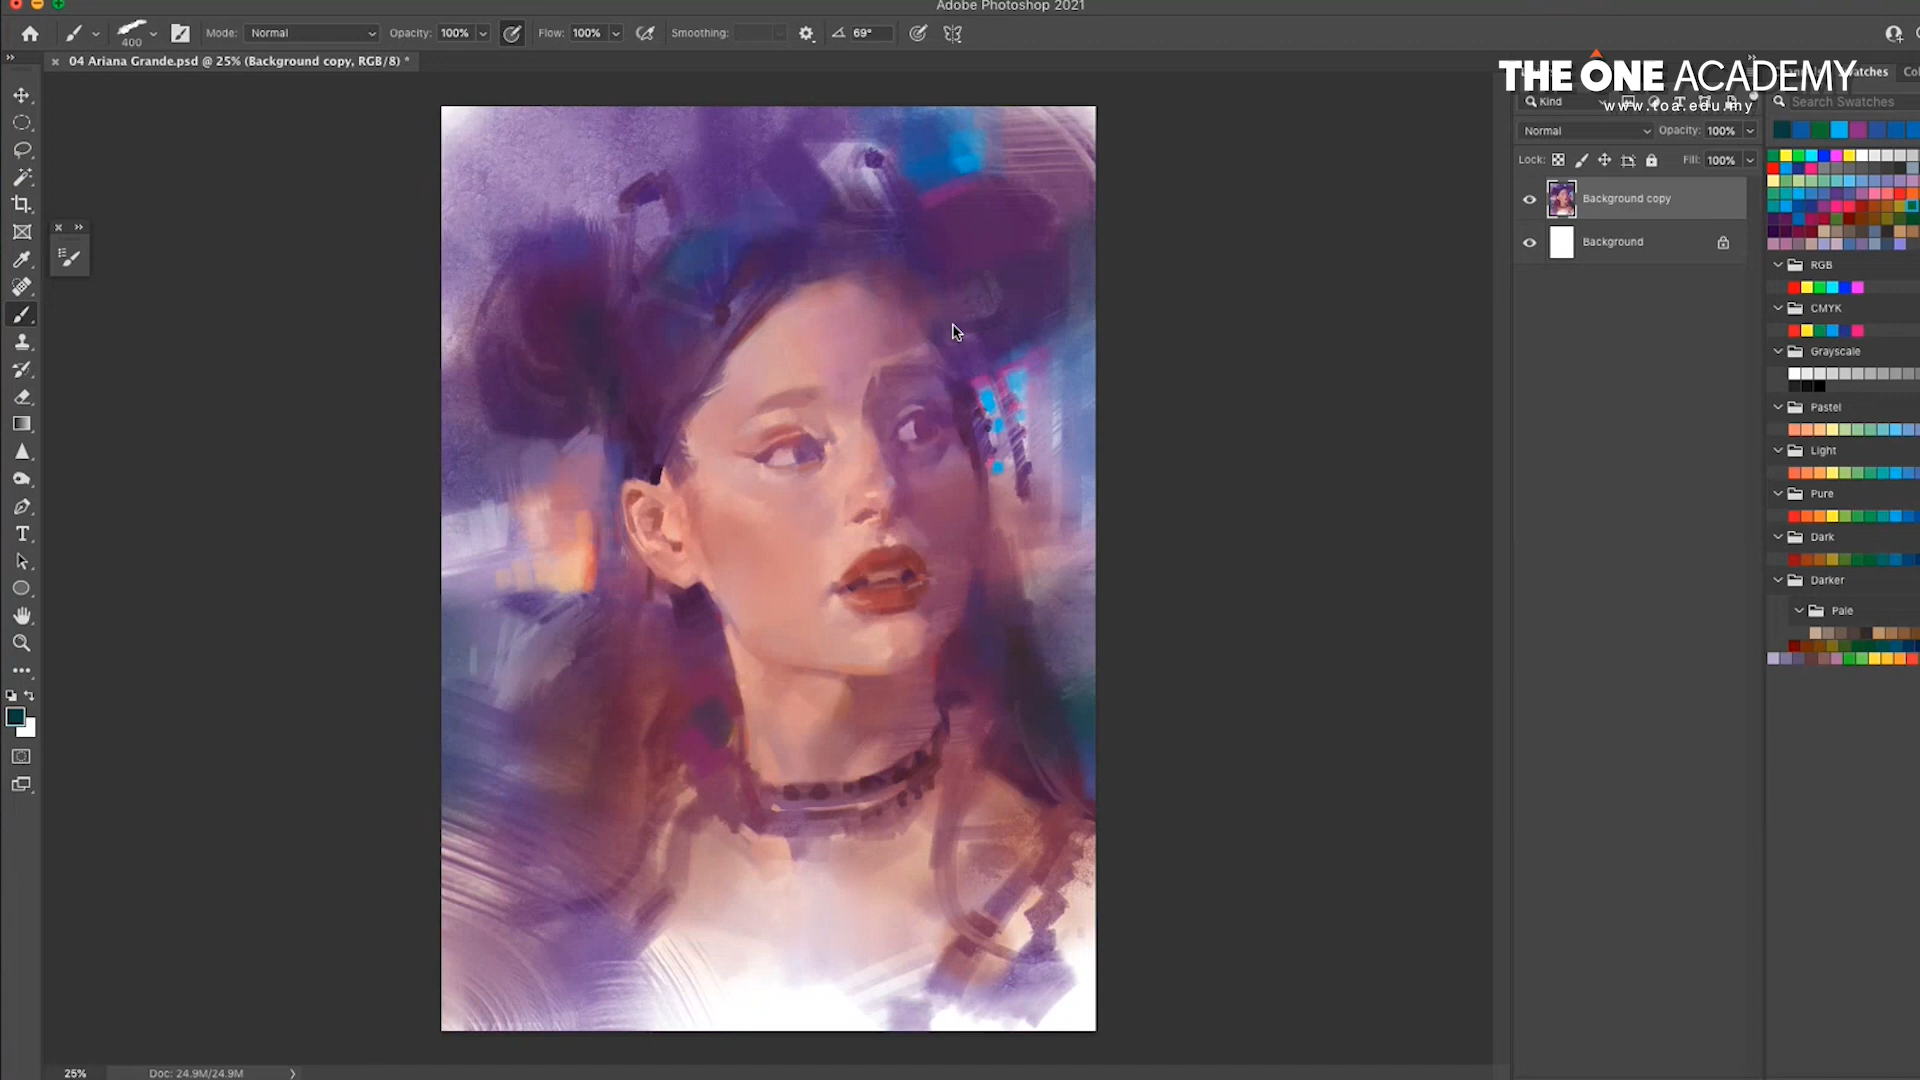 Adobe Photoshop 2021
400
Mode: Normal
Opacity: 100%
Flow: 100%
Smoothing:
69°
04 Ariana Grande.psd @ 25% (Background copy, RGB/8) *
THE ONE ACADEMY
www.toa.edu.my
Swatches
Co
Kind
Search Swatches
Normal
Opacity: 100%
Lock:
Fill: 100%
Background copy
Background
RGB
CMYK
Grayscale
Pastel
Light
Pure
Dark
Darker
Pale
25%
Doc: 24.9M/24.9M